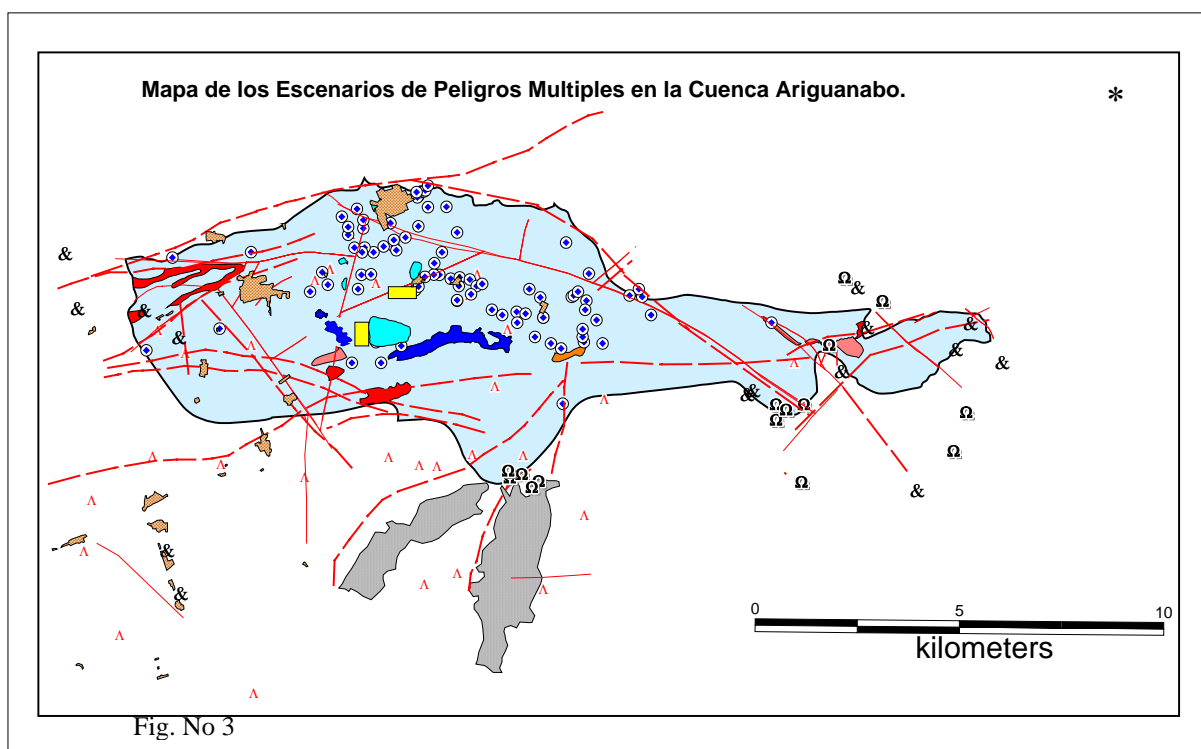 Mapa de los Escenarios de Peligros Multiples en la Cuenca Ariguanabo.
*
0 5 10
kilometers
Fig. No 3